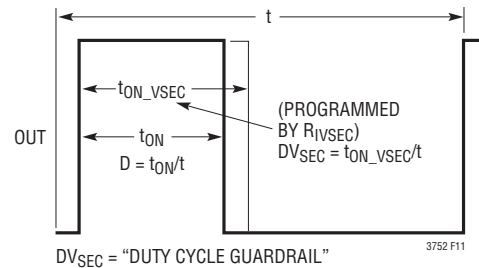 t
tON_VSEC
(PROGRAMMED
BY RIVSEC)
DVSEC = tON_VSEC/t
tON
D = tON/t
OUT
3752 F11
DVSEC = “DUTY CYCLE GUARDRAIL”